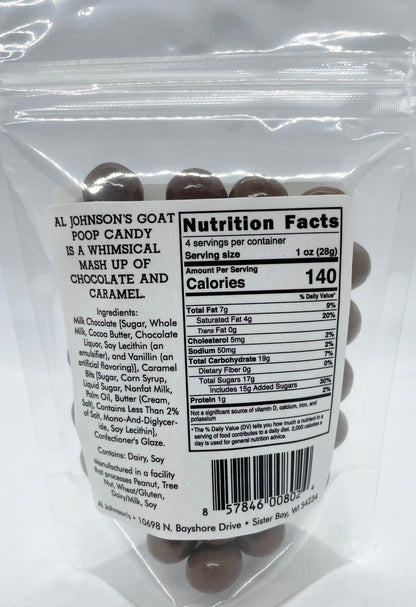 AL JOHNSON'S GOAT
POOP CANDY
IS A WHIMSICAL
MASH UP OF
CHOCOLATE AND
CARAMEL.
Ingredients:
Milk Chocolate [Sugar, Whole
Milk, Cocoa Butter, Chocolate
Liquor, Soy Lecithin (an
emulsifier), and Vanillin (an
artificial flavoring)], Caramel
Bits [Sugar, Corn Syrup,
Liquid Sugar, Nonfat Milk,
Palm Oil, Butter (Cream,
Salt), Contains Less Than 2%
of Salt, Mono-And-Diglycer-
ide, Soy Lecithin],
Confectioner's Glaze.
Contains: Dairy, Soy
Manufactured in a facility
that processes Peanut, Tree
Nut, Wheat/Gluten,
Dairy/Milk, Soy
Nutrition Facts
4 servings per container
Serving size 1 oz (28g)
Amount Per Serving
Calories 140
% Daily Value*
Total Fat 7g 9%
Saturated Fat 4g 20%
Trans Fat 0g
Cholesterol 5mg 2%
Sodium 50mg 2%
Total Carbohydrate 19g 7%
Dietary Fiber 0g 0%
Total Sugars 17g
Includes 15g Added Sugars 30%
Protein 1g 2%
Not a significant source of vitamin D, calcium, iron, and
potassium
*The % Daily Value (DV) tells you how much a nutrient in a
serving of food contributes to a daily diet. 2,000 calories a
day is used for general nutrition advice.
8 57846 00802 4
Al Johnson's • 10698 N. Bayshore Drive • Sister Bay, WI 54234